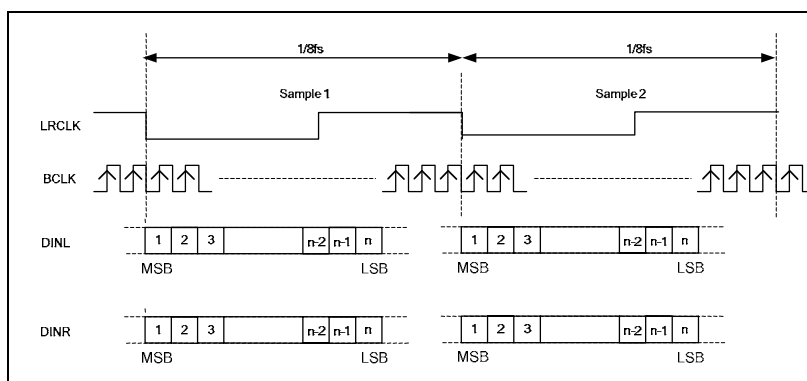 1/8fs 1/8fs
Sample 1 Sample 2
LRCLK
BCLK
DINL 1 2 3 n-2 n-1 n 1 2 3 n-2 n-1 n
MSB LSB MSB LSB
DINR 1 2 3 n-2 n-1 n 1 2 3 n-2 n-1 n
MSB LSB MSB LSB